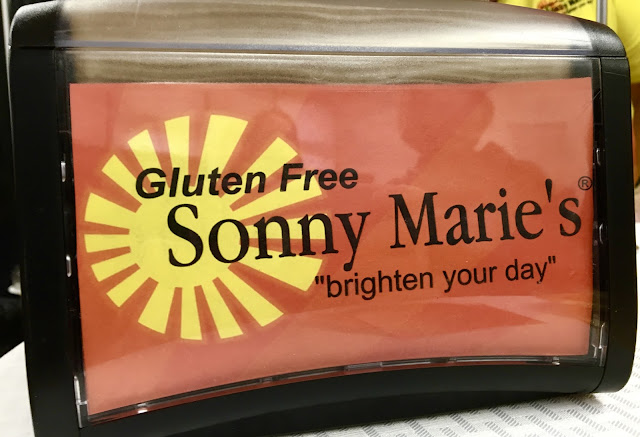 Gluten Free
Sonny Marie's®
"brighten your day"